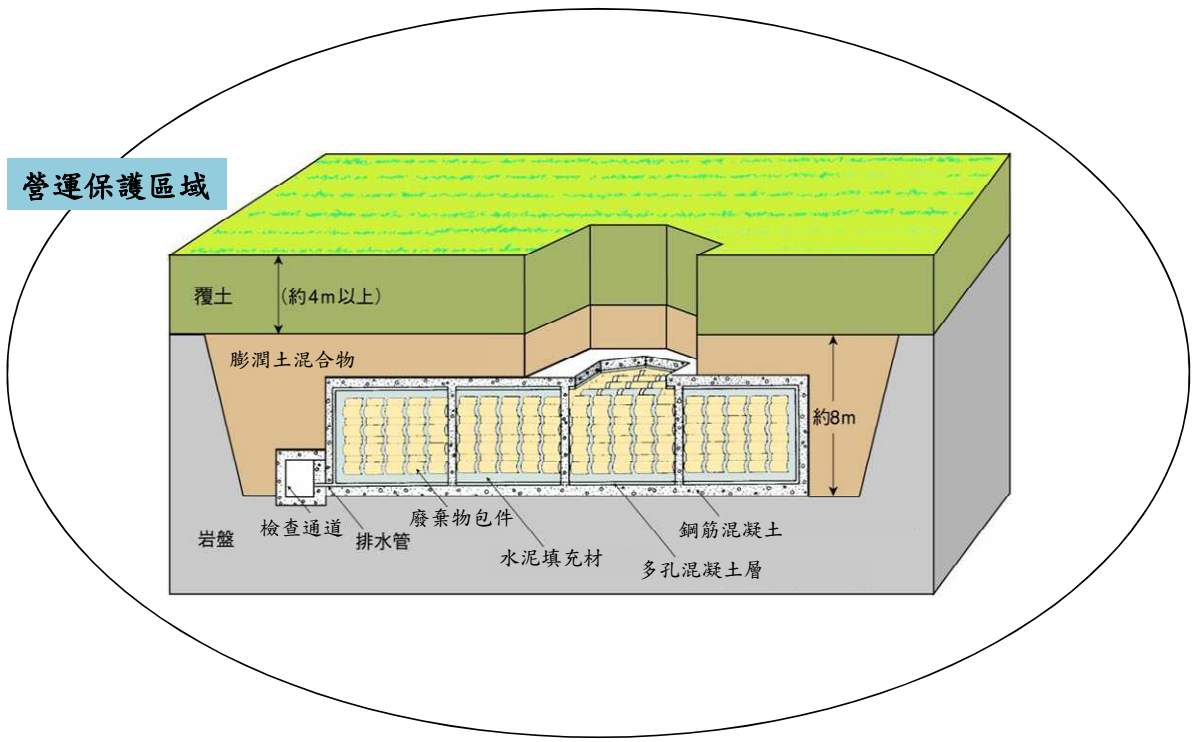 營運保護區域
覆土
(約4m以上)
膨潤土混合物
約8m
檢查通道
排水管
廢棄物包件
水泥填充材
多孔混凝土層
鋼筋混凝土
岩盤